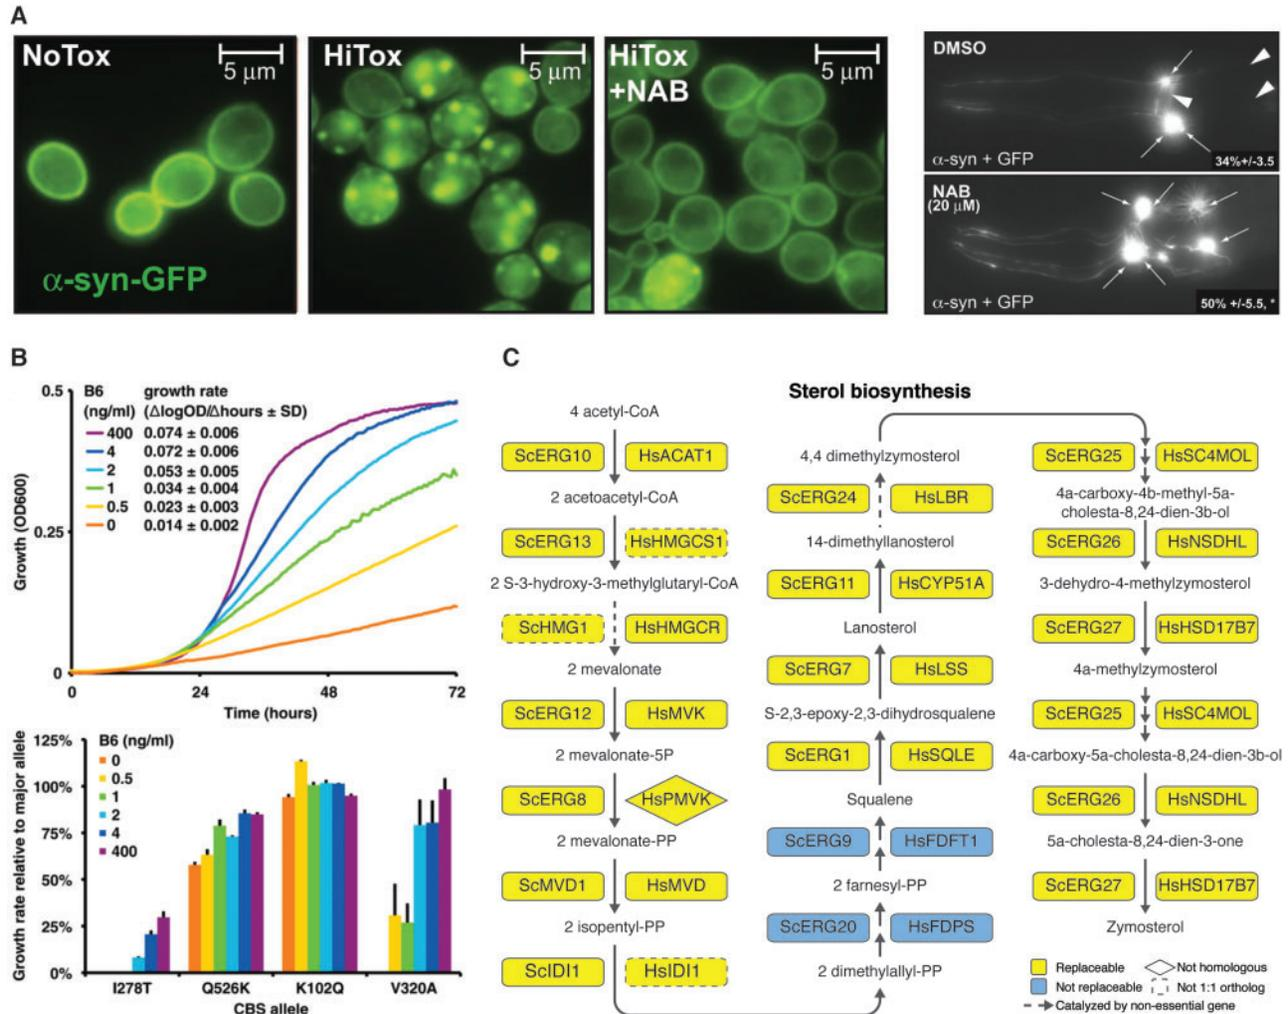 A
NoTox
5 μm
α-syn-GFP
HiTox
5 μm
HiTox
+NAB
5 μm
DMSO
α-syn + GFP
34%+/-3.5
NAB
(20 μM)
α-syn + GFP
50% +/-5.5, *
B
B6
(ng/ml)
growth rate
(ΔlogOD/Δhours ± SD)
400 0.074 ± 0.006
4 0.072 ± 0.006
2 0.053 ± 0.005
1 0.034 ± 0.004
0.5 0.023 ± 0.003
0 0.014 ± 0.002
Growth (OD600)
0.5
0.25
0
0 24 48 72
Time (hours)
Growth rate relative to major allele
125%
100%
75%
50%
25%
0%
B6 (ng/ml)
0
0.5
1
2
4
400
I278T Q526K K102Q V320A
CBS allele
C
Sterol biosynthesis
4 acetyl-CoA
ScERG10 HsACAT1
2 acetoacetyl-CoA
ScERG13 HsHMGCS1
2 S-3-hydroxy-3-methylglutaryl-CoA
ScHMG1 HsHMGCR
2 mevalonate
ScERG12 HsMVK
2 mevalonate-5P
ScERG8 HsPMVK
2 mevalonate-PP
ScMVD1 HsMVD
2 isopentyl-PP
ScIDI1 HsIDI1
4,4 dimethylzymosterol
ScERG24 HsLBR
14-dimethyllanosterol
ScERG11 HsCYP51A
Lanosterol
ScERG7 HsLSS
S-2,3-epoxy-2,3-dihydrosqualene
ScERG1 HsSQLE
Squalene
ScERG9 HsFDFT1
2 farnesyl-PP
ScERG20 HsFDPS
2 dimethylallyl-PP
ScERG25 HsSC4MOL
4a-carboxy-4b-methyl-5a-
cholesta-8,24-dien-3b-ol
ScERG26 HsNSDHL
3-dehydro-4-methylzymosterol
ScERG27 HsHSD17B7
4a-methylzymosterol
ScERG25 HsSC4MOL
4a-carboxy-5a-cholesta-8,24-dien-3b-ol
ScERG26 HsNSDHL
5a-cholesta-8,24-dien-3-one
ScERG27 HsHSD17B7
Zymosterol
Replaceable Not homologous
Not replaceable Not 1:1 ortholog
Catalyzed by non-essential gene